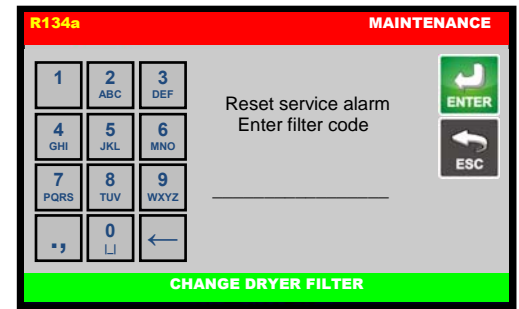 R134a MAINTENANCE
1 2 3
ABC DEF
4 5 6
GHI JKL MNO
7 8 9
PQRS TUV WXYZ
., 0 ←
Reset service alarm
Enter filter code
ENTER
ESC
CHANGE DRYER FILTER